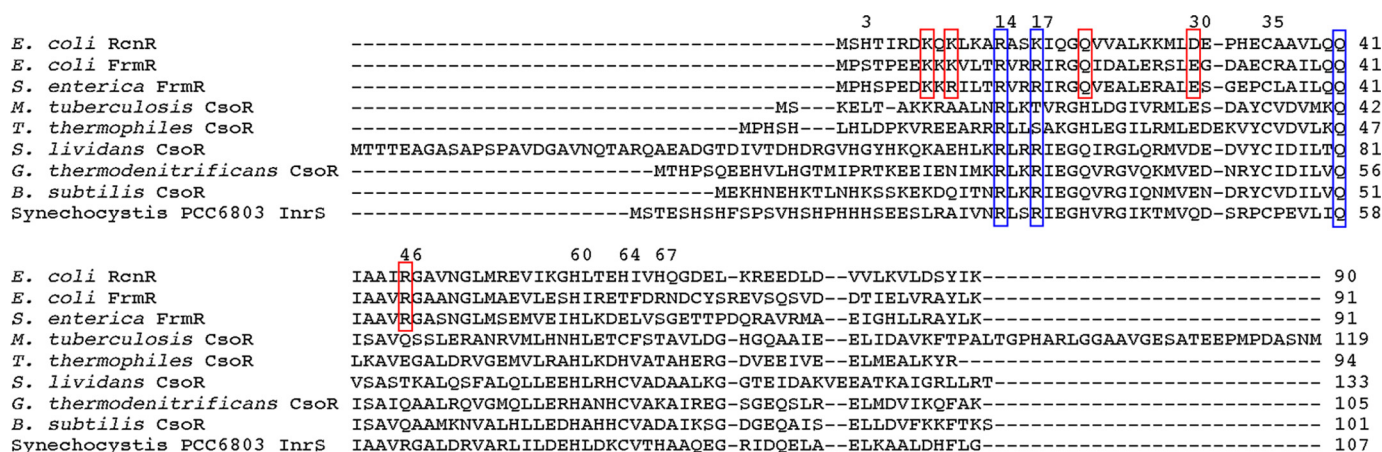 3 14 17 30 35
E. coli RcnR ----------------------------------------MSHTIRDKQKLKARASKIQGQVVALKKMLDE-PHECAAVLQQ 41
E. coli FrmR ----------------------------------------MPSTPEEKKKVLTRVRRIRGQIDALERSLEG-DAECRAILQQ 41
S. enterica FrmR ----------------------------------------MPHSPEDKKRILTRVRRIRGQVEALERALES-GEPCLAILQQ 41
M. tuberculosis CsoR -----------------------------------MS--KELT-AKKRAALNRLKTVRGHLDGIVRMLESDAYCVDVMKQ 42
T. thermophiles CsoR --------------------------------MPHSH---LHLDPKVREEARRRLLSAKGHLEGILRMLEDEKVYCVDVLKQ 47
S. lividans CsoR MTTTEAGASAPSPAVDGAVNQTARQAEADGTDIVTDHDRGVHGYHKQKAEHLKRLRRIEGQIRGLQRMVDE-DVYCIDILTQ 81
G. thermodenitrificans CsoR -------------------------MTHPSQEEHVLHGTMIPRTKEEIENIMKRLKRIEGQVRGVQKMVED-NRYCIDILVQ 56
B. subtilis CsoR ------------------------------MEKHNEHKTLNHKSSKEKDQITNRLKRIEGQVRGIQNMVEN-DRYCVDILVQ 51
Synechocystis PCC6803 InrS -----------------------MSTESHSHFSPSVHSHPHHHSEESLRAIVNRLSRIEGHVRGIKTMVQD-SRPCPEVLIQ 58
46 60 64 67
E. coli RcnR IAAIRGAVNGLMREVIKGHLTEHIVHQGDEL-KREEDLD--VVLKVLDSYIK---------------------------- 90
E. coli FrmR IAAVRGAANGLMAEVLESHIRETFDRNDCYSREVSQSVD--DTIELVRAYLK---------------------------- 91
S. enterica FrmR IAAVRGASNGLMSEMVEIHLKDELVSGETTPDQRAVRMA--EIGHLLRAYLK---------------------------- 91
M. tuberculosis CsoR ISAVQSSLERANRVMLHNHLETCFSTAVLDG-HGQAAIE--ELIDAVKFTPALTGPHARLGGAAVGESATEEPMPDASNM 119
T. thermophiles CsoR LKAVEGALDRVGEMVLRAHLKDHVATAHERG-DVEEIVE--ELMEALKYR------------------------------ 94
S. lividans CsoR VSASTKALQSFALQLLEEHLRHCVADAALKG-GTEIDAKVEEATKAIGRLLRT--------------------------- 133
G. thermodenitrificans CsoR ISAIQAALRQVGMQLLERHANHCVAKAIREG-SGEQSLR--ELMDVIKQFAK---------------------------- 105
B. subtilis CsoR ISAVQAAMKNVALHLLEDHAHHCVADAIKSG-DGEQAIS--ELLDVFKKFTKS--------------------------- 101
Synechocystis PCC6803 InrS IAAVRGALDRVARLILDEHLDKCVTHAAQEG-RIDQELA--ELKAALDHFLG---------------------------- 107